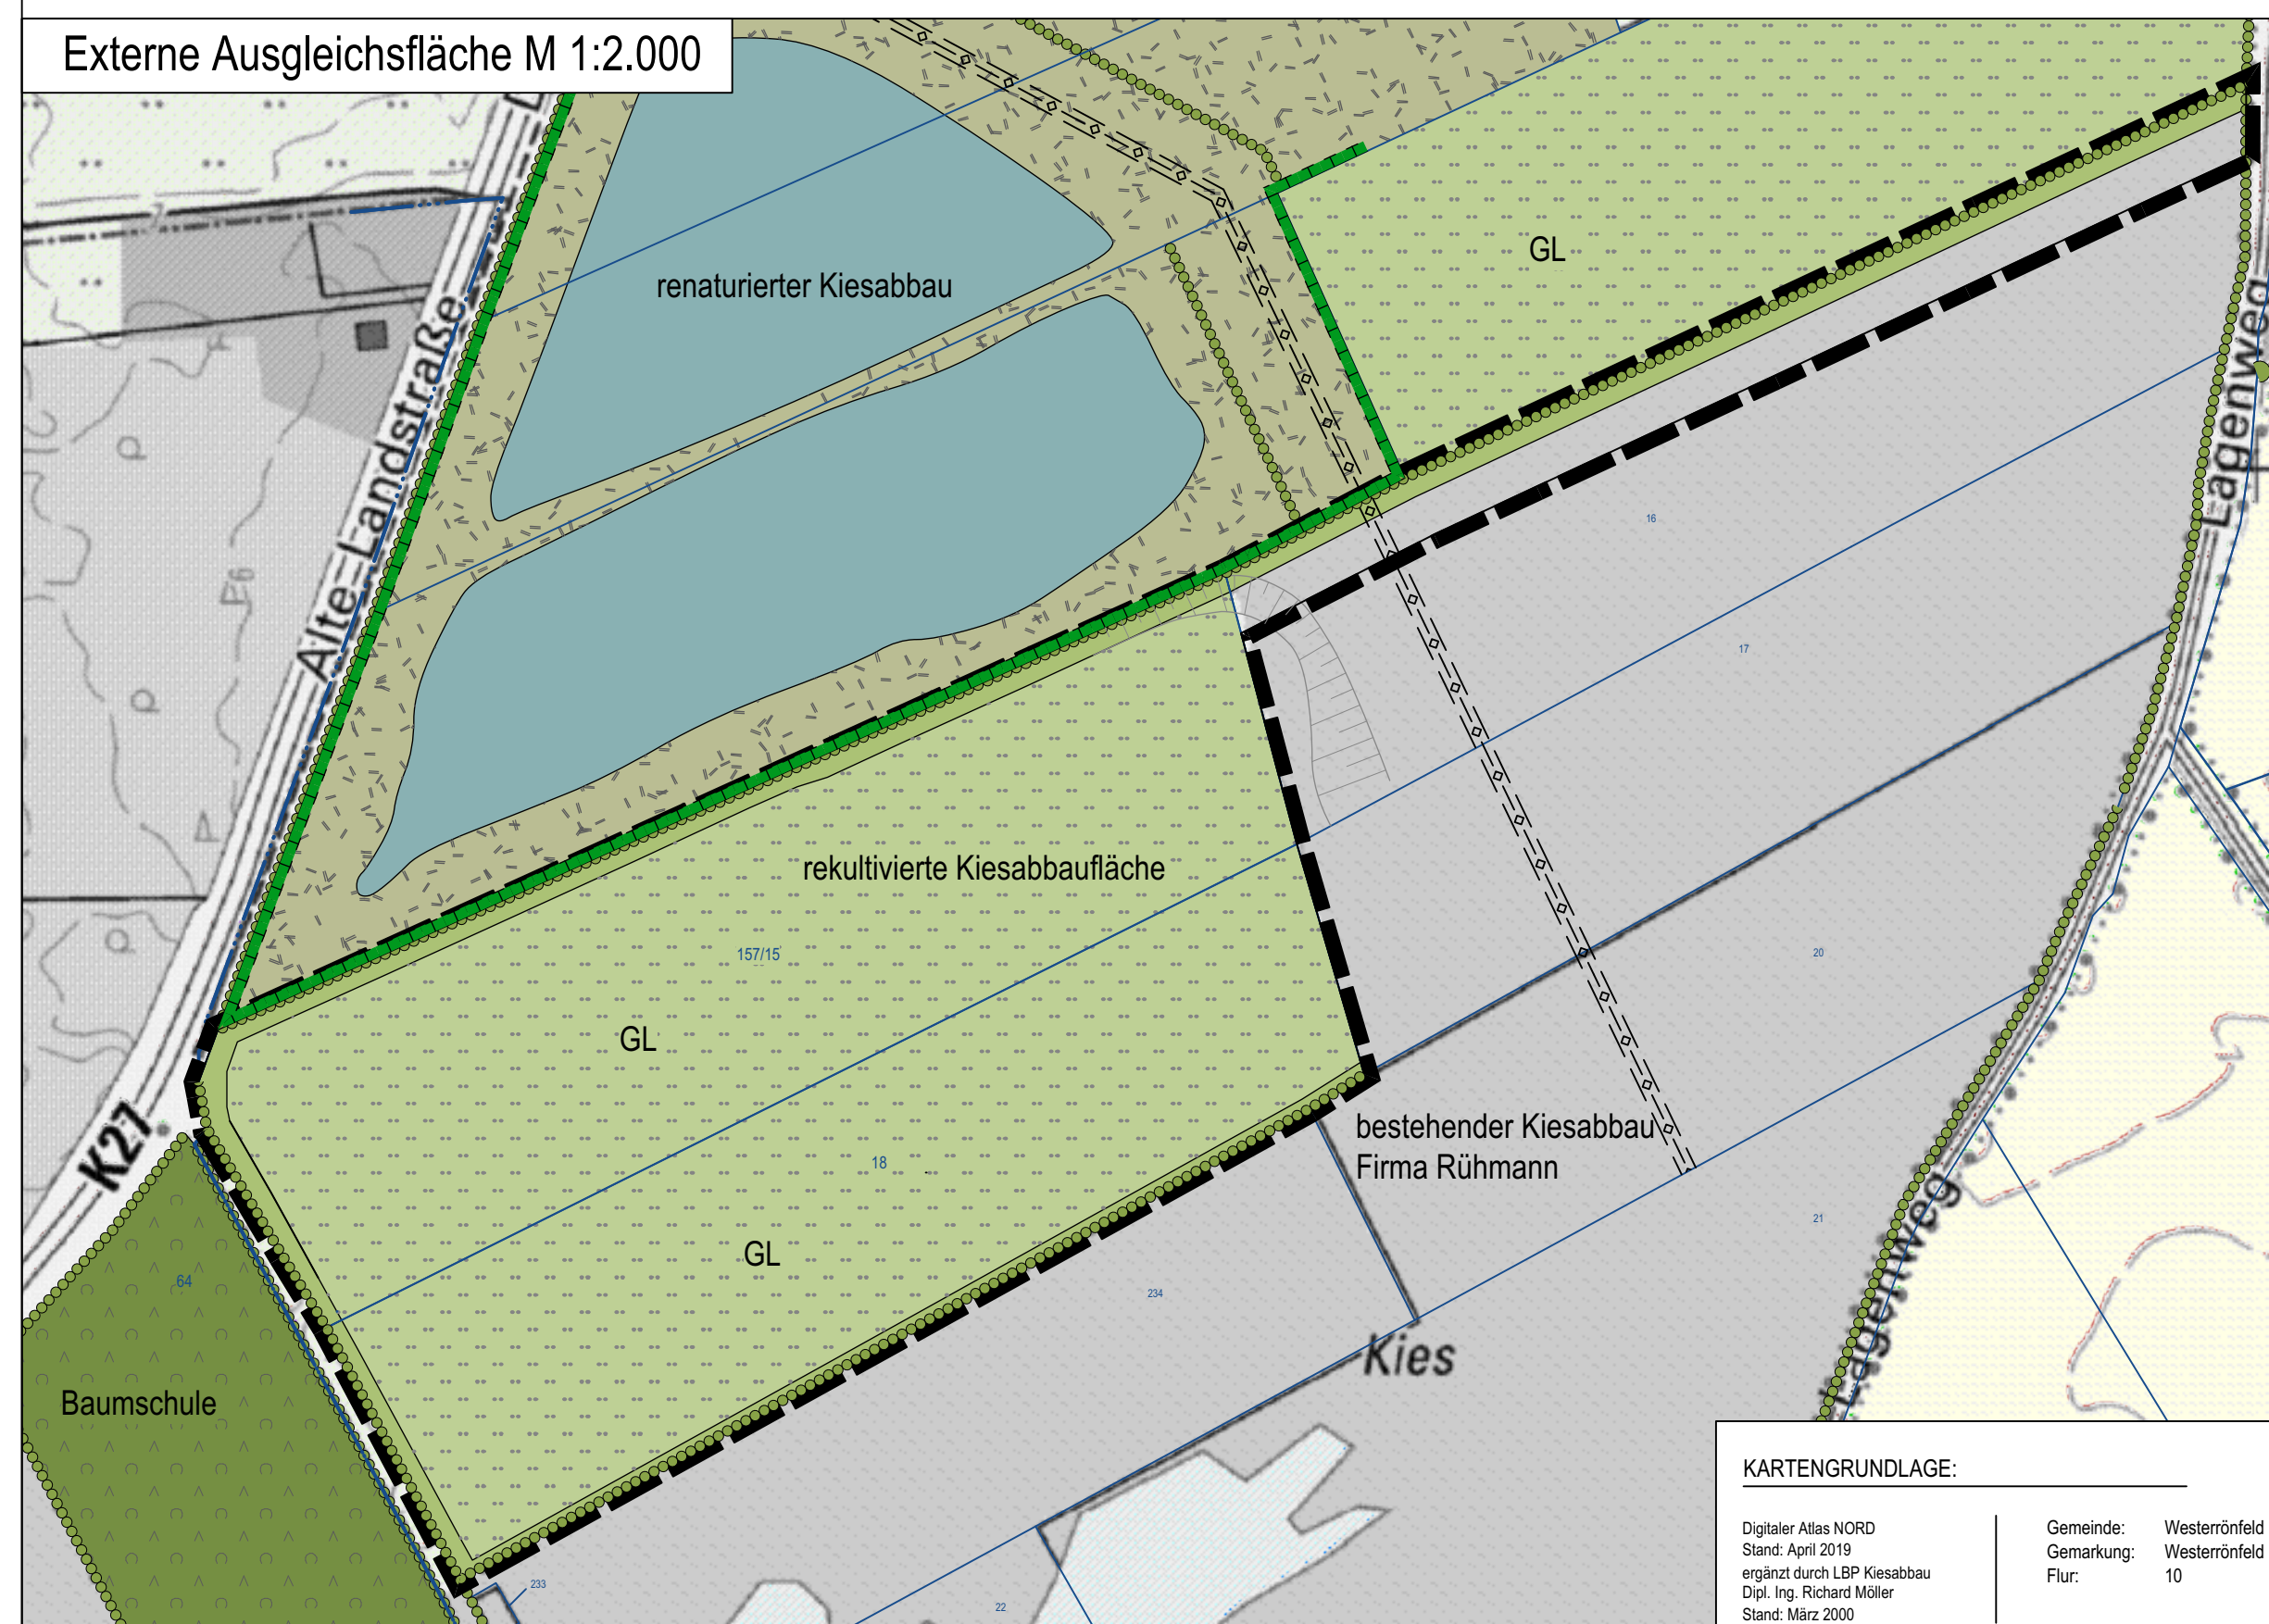 Externe Ausgleichsfläche M 1:2.000
renaturierter Kiesabbau
GL
Alte Landstraße
Lagenweg
16
17
rekultivierte Kiesabbaufläche
157/15
20
GL
K27
bestehender Kiesabbau
Firma Rühmann
18
21
Lagenweg
GL
64
234
Kies
Baumschule
233
22
KARTENGRUNDLAGE:
Digitaler Atlas NORD
Stand: April 2019
ergänzt durch LBP Kiesabbau
Dipl. Ing. Richard Möller
Stand: März 2000
Gemeinde: Westerrönfeld
Gemarkung: Westerrönfeld
Flur: 10